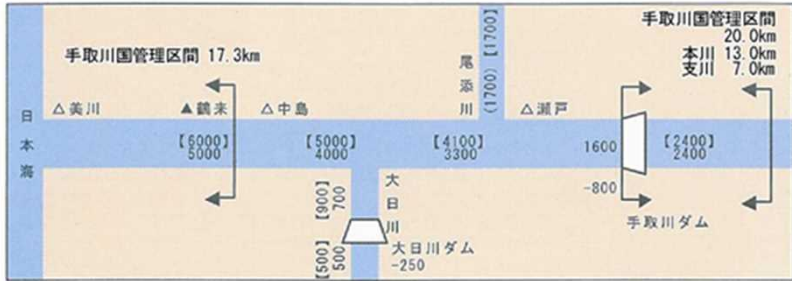 手取川国管理区間 17.3km
手取川国管理区間
20.0km
本川 13.0km
支川 7.0km
日本海
△美川
▲鶴来
△中島
尾添川
(1700)【1700】
△瀬戸
【6000】
5000
【5000】
4000
【4100】
3300
1600
-800
【2400】
2400
手取川ダム
大日川
【900】
700
大日川ダム
-250
【500】
500